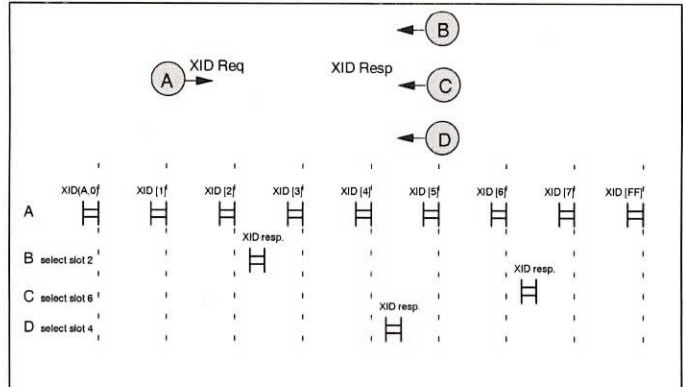 B
XID Req
XID Resp
A
C
D
XID(A,0) XID [1] XID [2] XID [3] XID [4] XID [5] XID [6] XID [7] XID [FF]
A
XID resp.
B select slot 2
XID resp.
C select slot 6
XID resp.
D select slot 4